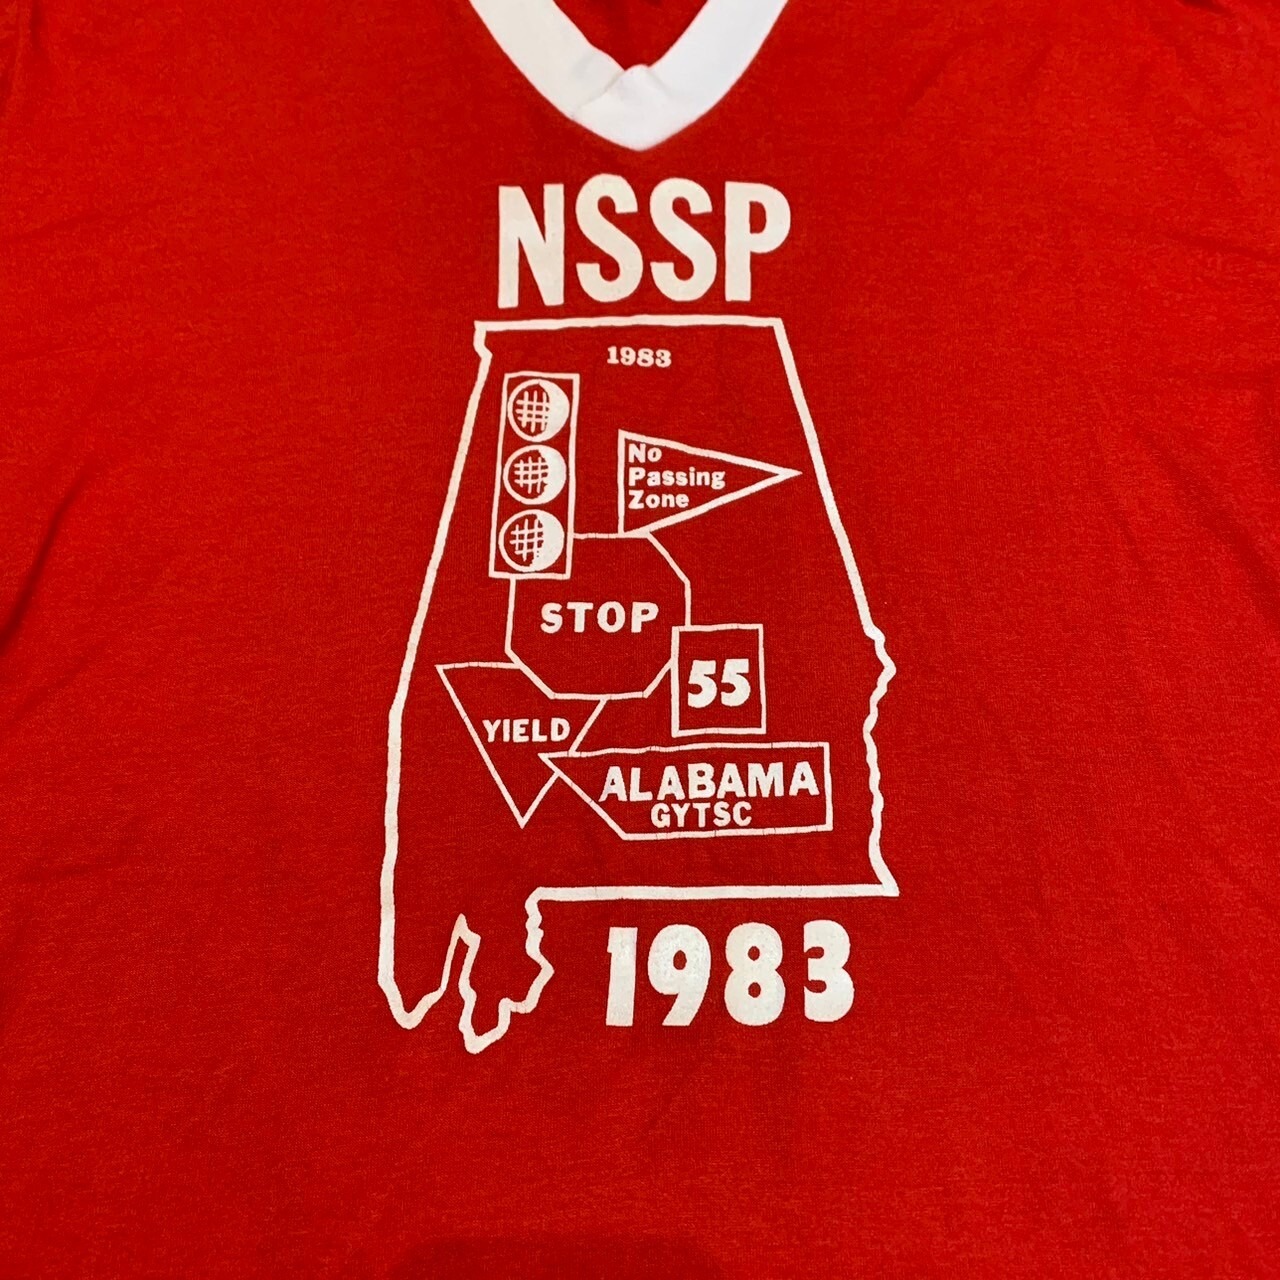 NSSP
1983
No
Passing
Zone
STOP
55
YIELD
ALABAMA
GYTSC
1983